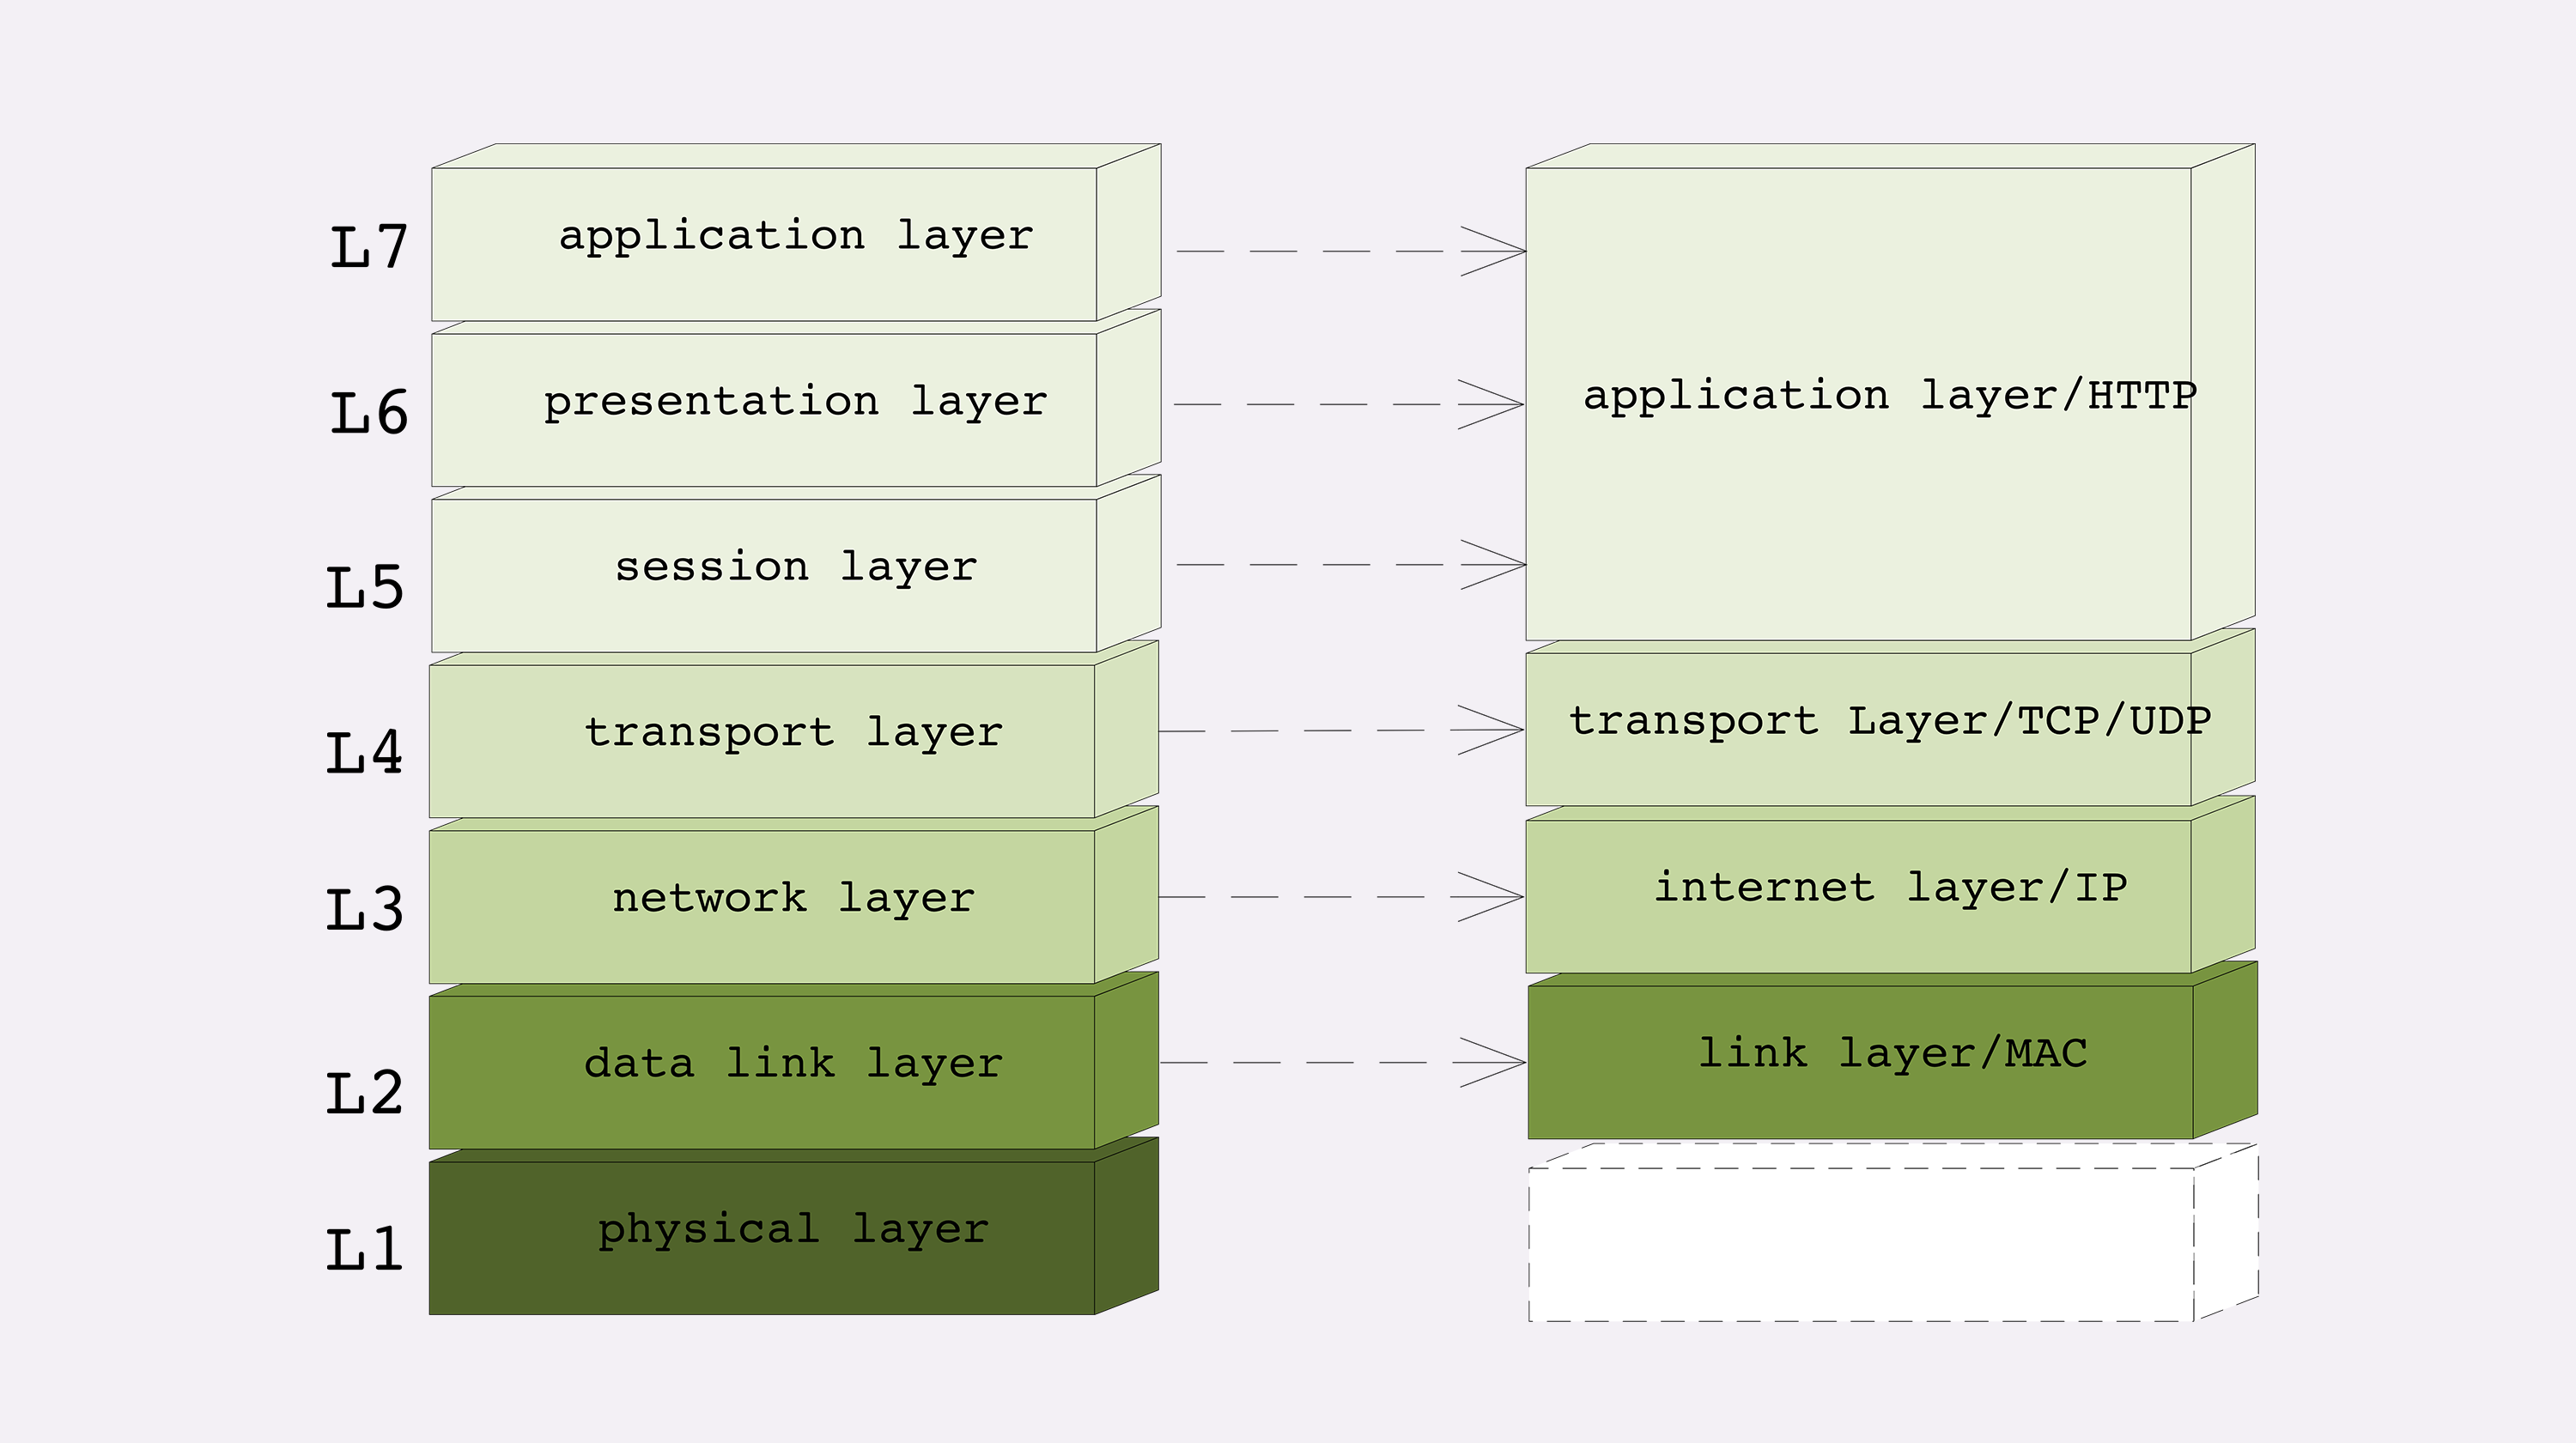 L7
application layer
L6
presentation layer
L5
session layer
L4
transport layer
L3
network layer
L2
data link layer
L1
physical layer
application layer/HTTP
transport Layer/TCP/UDP
internet layer/IP
link layer/MAC